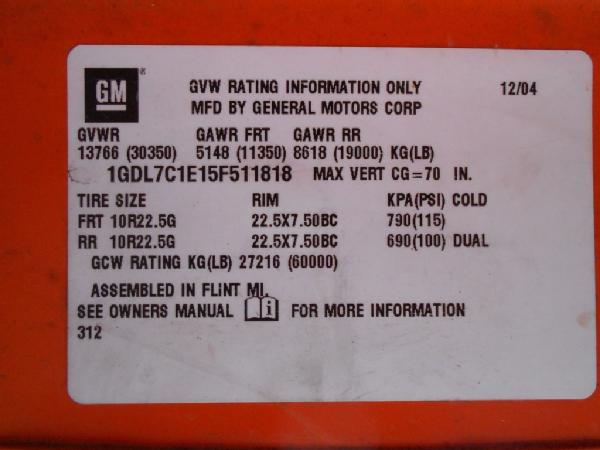 GM
GVW RATING INFORMATION ONLY 12/04
MFD BY GENERAL MOTORS CORP
GVWR GAWR FRT GAWR RR
13766 (30350) 5148 (11350) 8618 (19000) KG(LB)
1GDL7C1E15F511818 MAX VERT CG=70 IN.
TIRE SIZE RIM KPA(PSI) COLD
FRT 10R22.5G 22.5X7.50BC 790(115)
RR 10R22.5G 22.5X7.50BC 690(100) DUAL
GCW RATING KG(LB) 27216 (60000)
ASSEMBLED IN FLINT MI.
SEE OWNERS MANUAL i FOR MORE INFORMATION
312